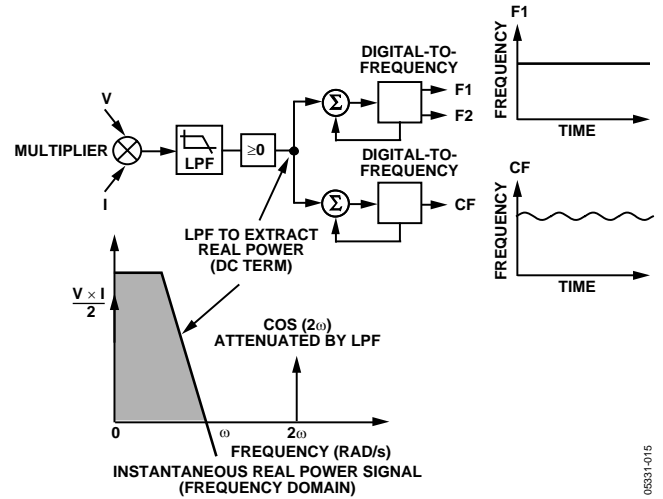 F1
DIGITAL-TO-
FREQUENCY
F1
F2
Σ
FREQUENCY
TIME
V
MULTIPLIER
I
LPF
≥0
DIGITAL-TO-
FREQUENCY
CF
Σ
CF
FREQUENCY
TIME
LPF TO EXTRACT
REAL POWER
(DC TERM)
V × I
2
COS (2ω)
ATTENUATED BY LPF
0
ω
2ω
FREQUENCY (RAD/s)
INSTANTANEOUS REAL POWER SIGNAL
(FREQUENCY DOMAIN)
05331-015